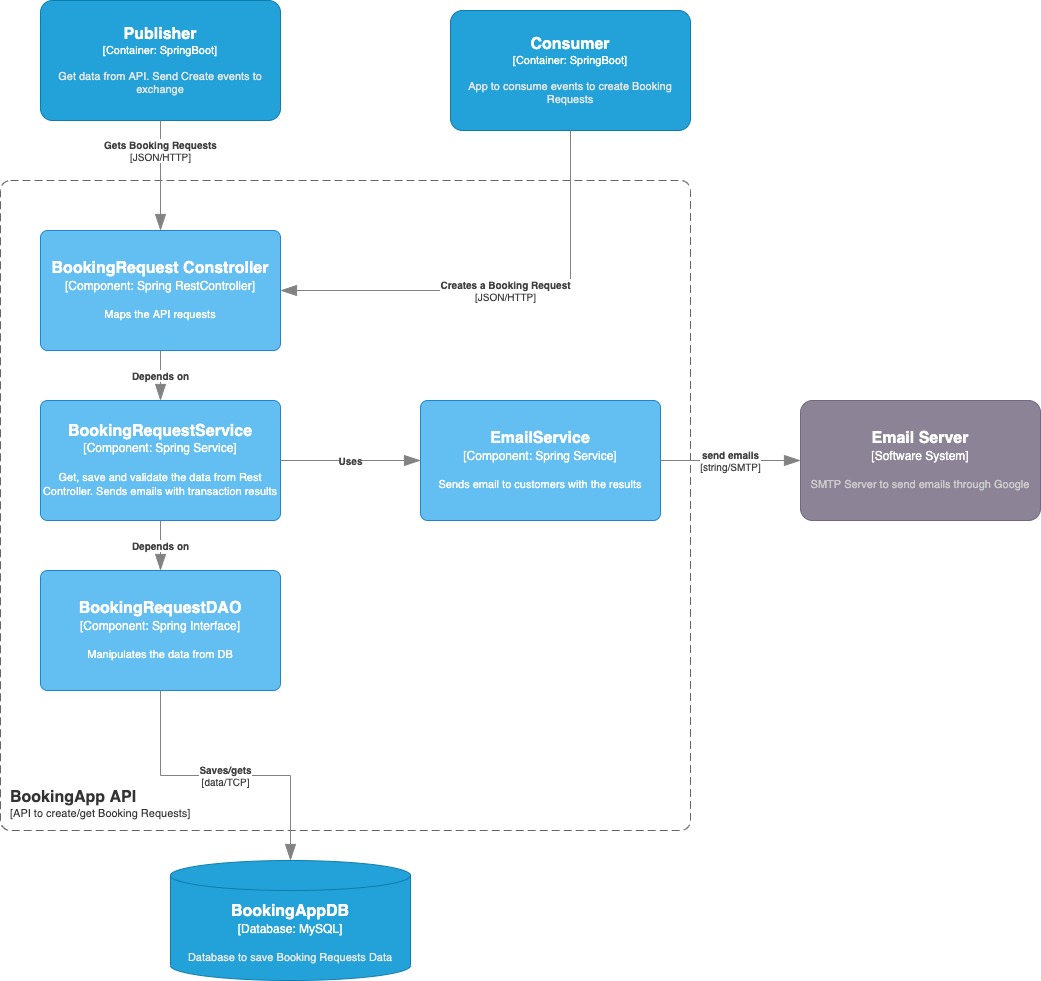 Publisher
[Container: SpringBoot]
Get data from API. Send Create events to
exchange
Consumer
[Container: SpringBoot]
App to consume events to create Booking
Requests
Gets Booking Requests
[JSON/HTTP]
BookingRequest Constroller
[Component: Spring RestController]
Maps the API requests
Creates a Booking Request
[JSON/HTTP]
Depends on
BookingRequestService
[Component: Spring Service]
Get, save and validate the data from Rest
Controller. Sends emails with transaction results
Uses
EmailService
[Component: Spring Service]
Sends email to customers with the results
send emails
[string/SMTP]
Email Server
[Software System]
SMTP Server to send emails through Google
Depends on
BookingRequestDAO
[Component: Spring Interface]
Manipulates the data from DB
Saves/gets
[data/TCP]
BookingApp API
[API to create/get Booking Requests]
BookingAppDB
[Database: MySQL]
Database to save Booking Requests Data